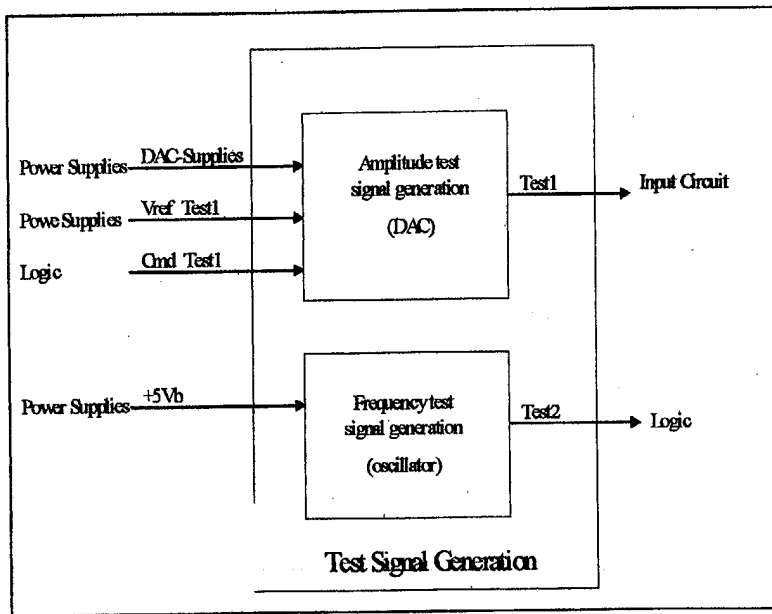 Power Supplies DAC-Supplies
Powe Supplies Vref Test1
Logic Cmd Test1
Amplitude test
signal generation
(DAC)
Test1 Input Circuit
Power Supplies +5Vb
Frequency test
signal generation
(oscillator)
Test2 Logic
Test Signal Generation